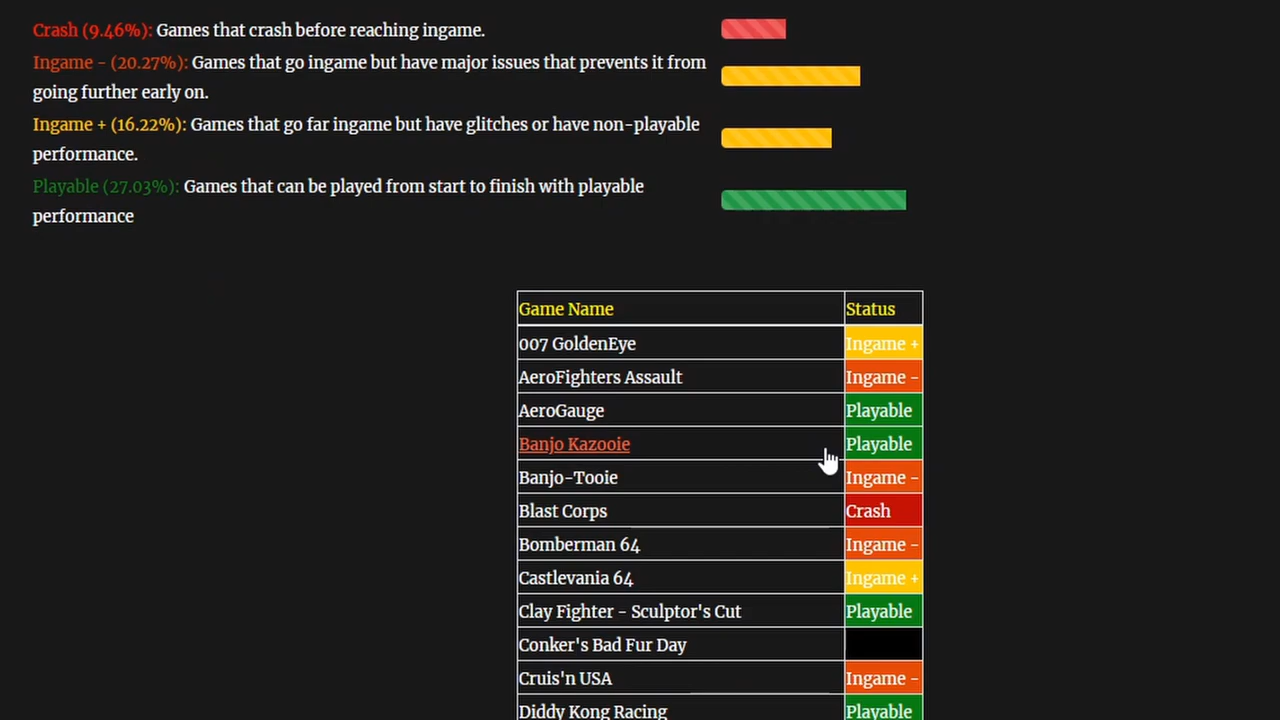 Crash (9.46%): Games that crash before reaching ingame.
Ingame - (20.27%): Games that go ingame but have major issues that prevents it from
going further early on.
Ingame + (16.22%): Games that go far ingame but have glitches or have non-playable
performance.
Playable (27.03%): Games that can be played from start to finish with playable
performance
Game Name Status
007 GoldenEye Ingame +
AeroFighters Assault Ingame -
AeroGauge Playable
Banjo Kazooie Playable
Banjo-Tooie Ingame -
Blast Corps Crash
Bomberman 64 Ingame -
Castlevania 64 Ingame +
Clay Fighter - Sculptor's Cut Playable
Conker's Bad Fur Day
Cruis'n USA Ingame -
Diddy Kong Racing Playable